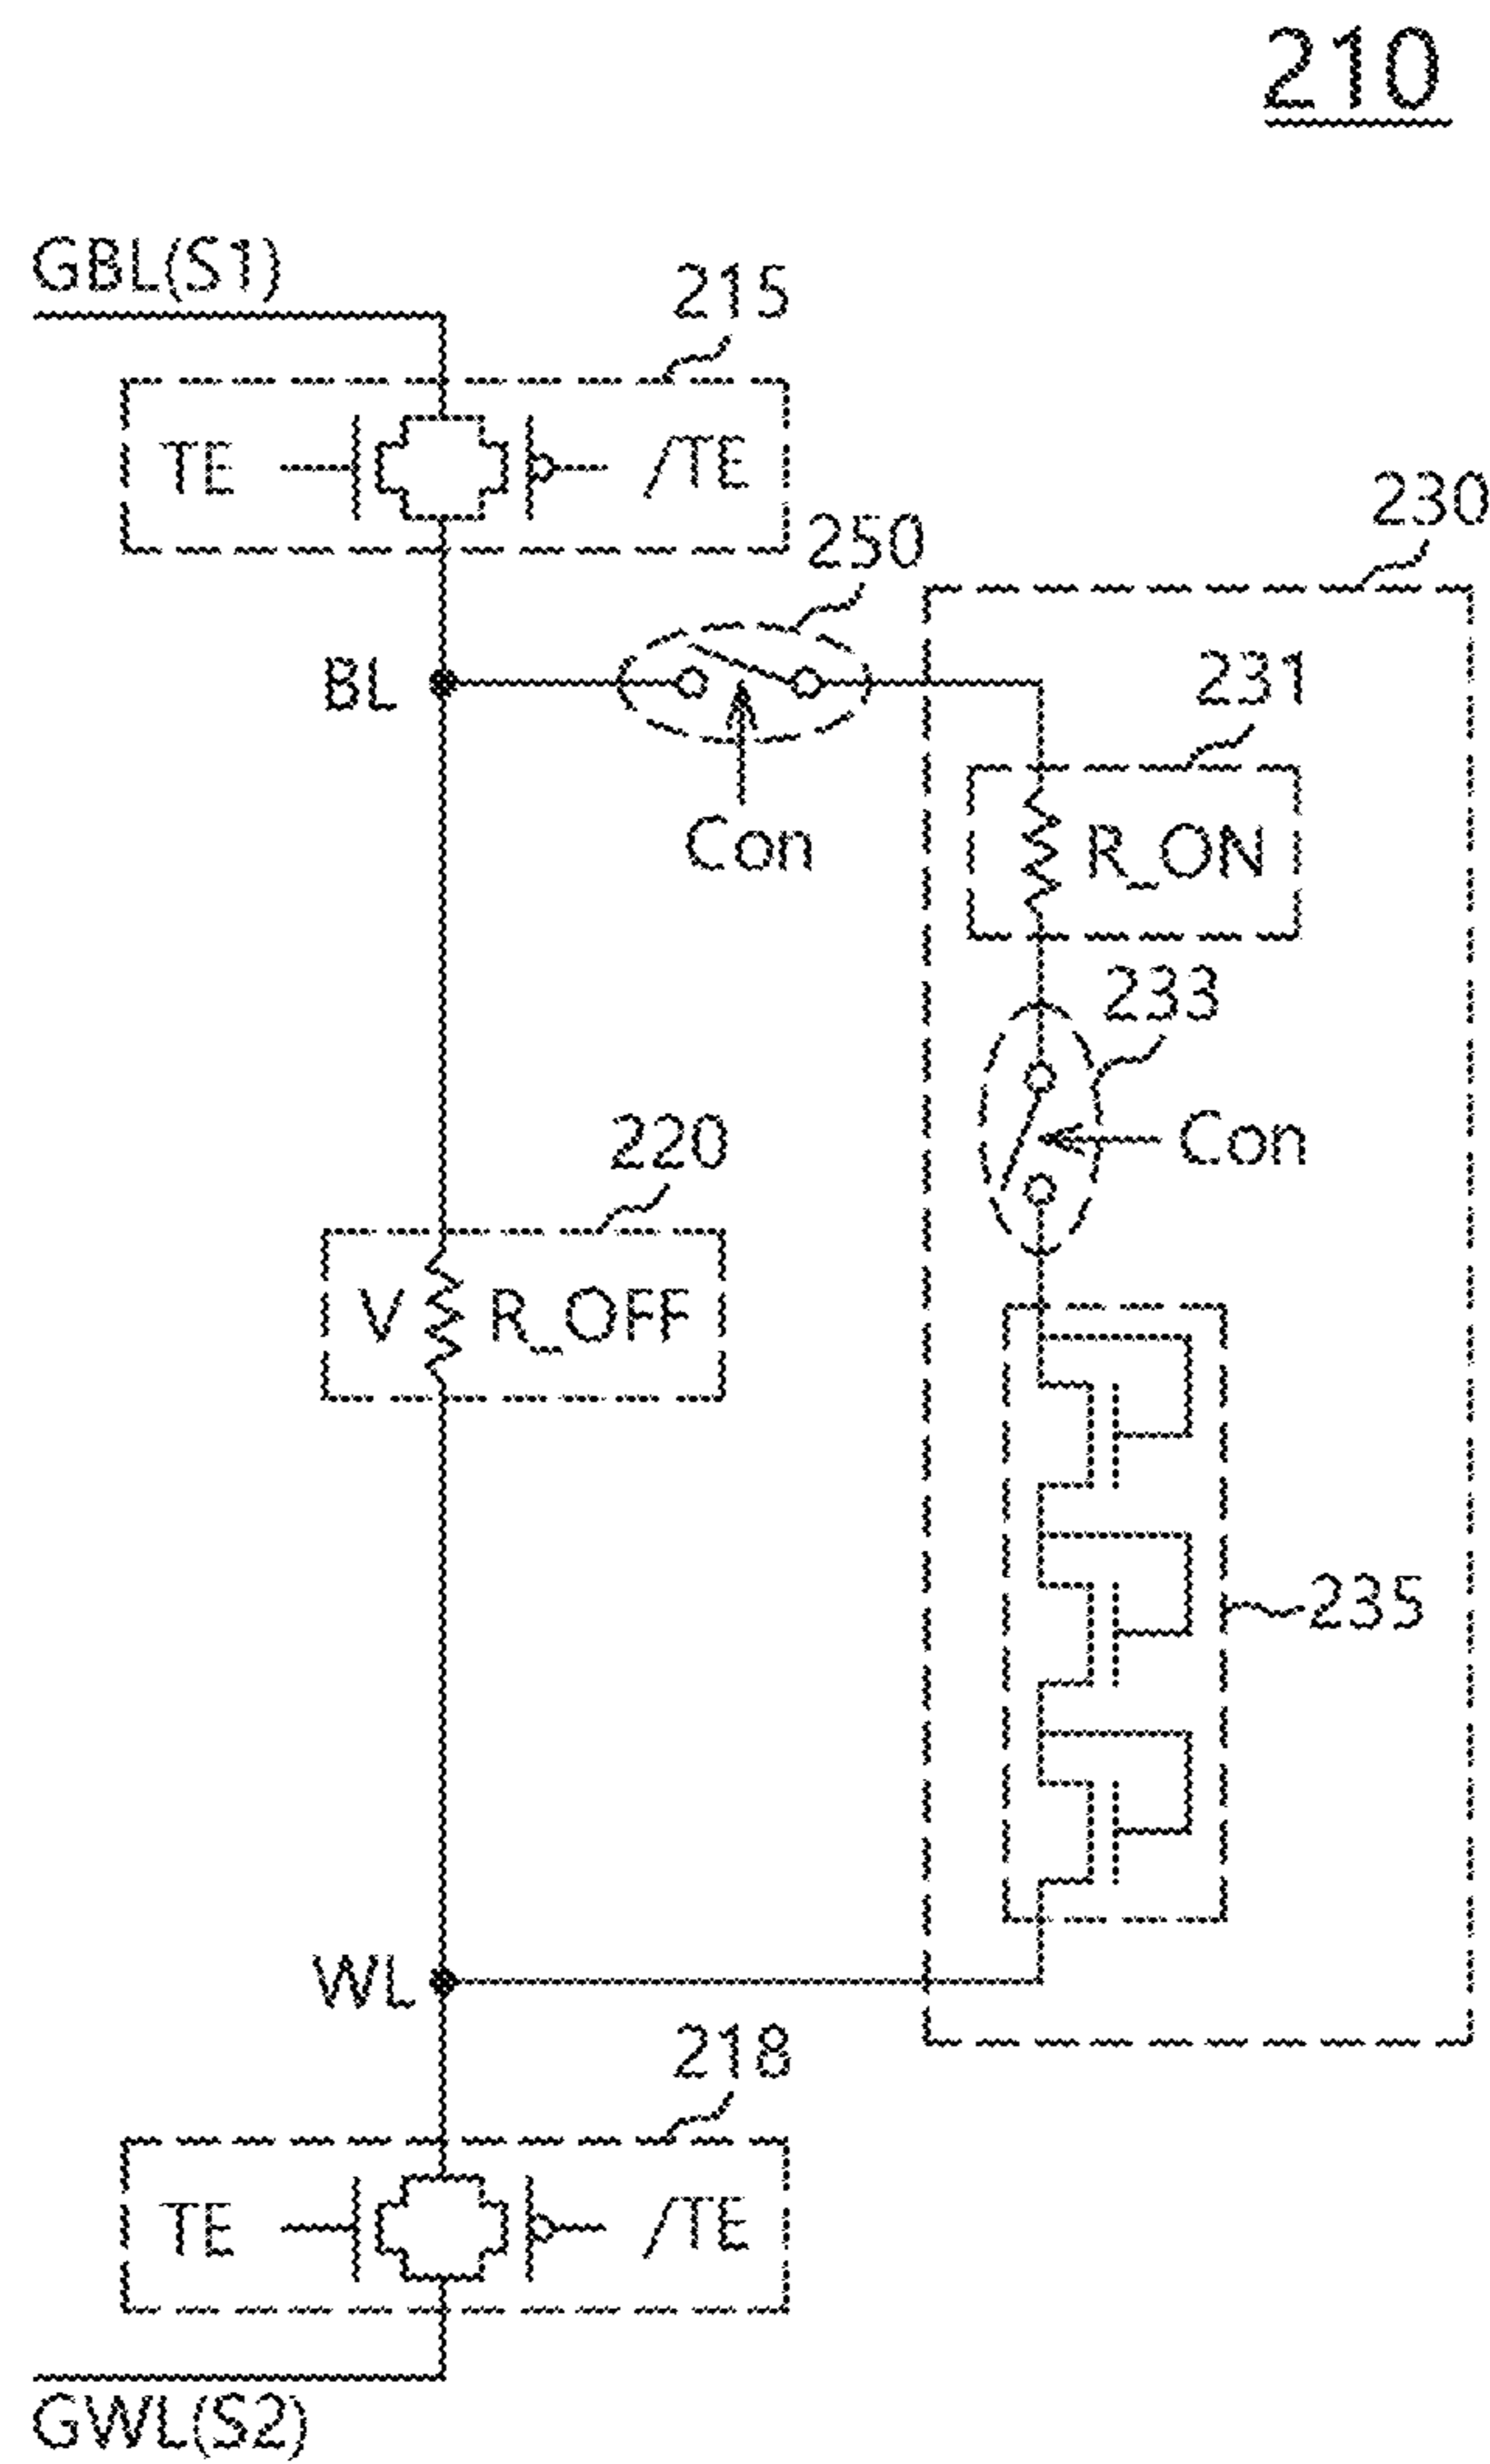 210
GBL(S1)
215
TE
/TE
230
250
BL
231
Con
R_ON
233
Con
220
V
R_OFF
235
WL
218
TE
/TE
GWL(S2)